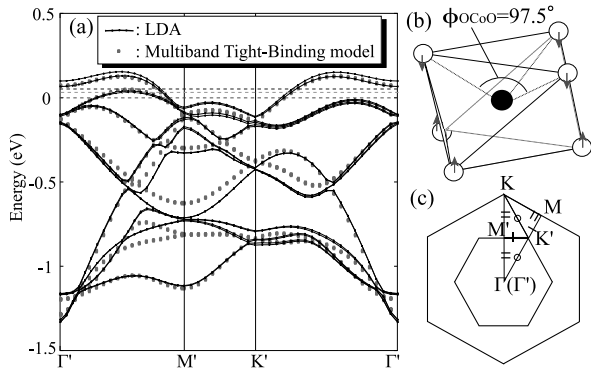 (a)
: LDA
: Multiband Tight-Binding model
Energy (eV)
0.5
0
-0.5
-1
-1.5
Γ'
M'
K'
Γ'
(b)
ϕOCoO=97.5°
(c)
K
M
M'
K'
Γ(Γ')